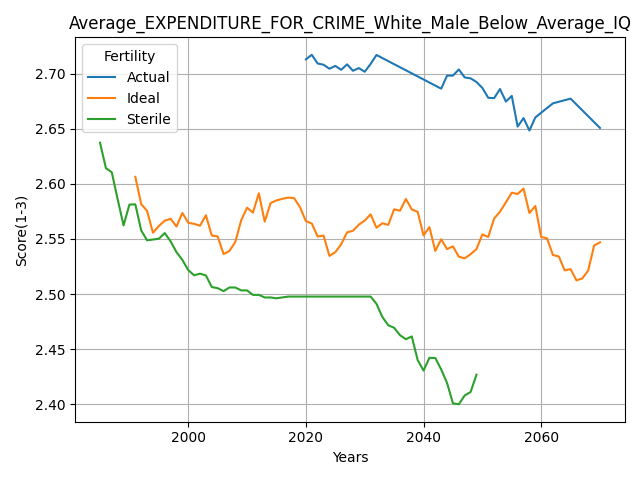 Average_EXPENDITURE_FOR_CRIME_White_Male_Below_Average_IQ
Fertility
Actual
Ideal
Sterile
Score(1-3)
2.70
2.65
2.60
2.55
2.50
2.45
2.40
2000
2020
2040
2060
Years